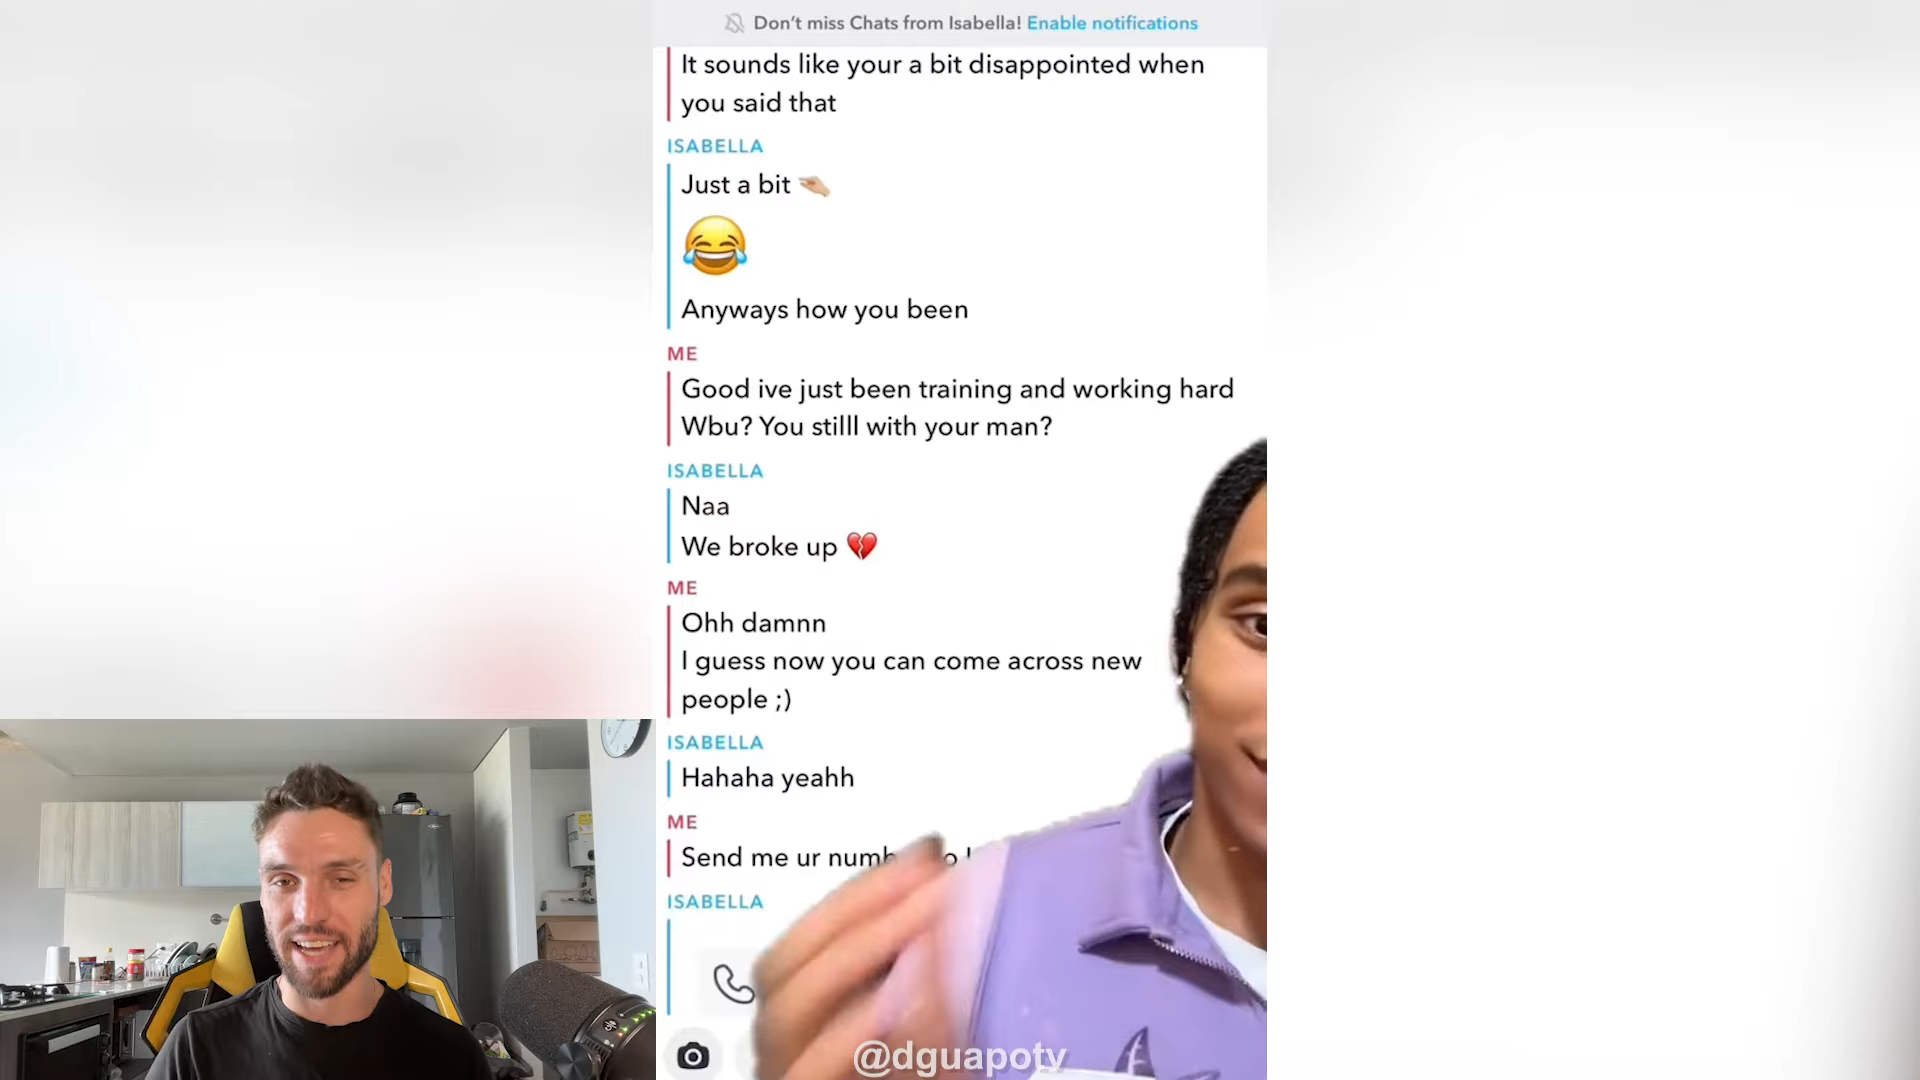 Don't miss Chats from Isabella! Enable notifications
It sounds like your a bit disappointed when
you said that
ISABELLA
Just a bit 🤏🏼
😂
Anyways how you been
ME
Good ive just been training and working hard
Wbu? You stilll with your man?
ISABELLA
Naa
We broke up 💔
ME
Ohh damnn
I guess now you can come across new
people ;)
ISABELLA
Hahaha yeahh
ME
Send me ur
ISABELLA
@dguapotv